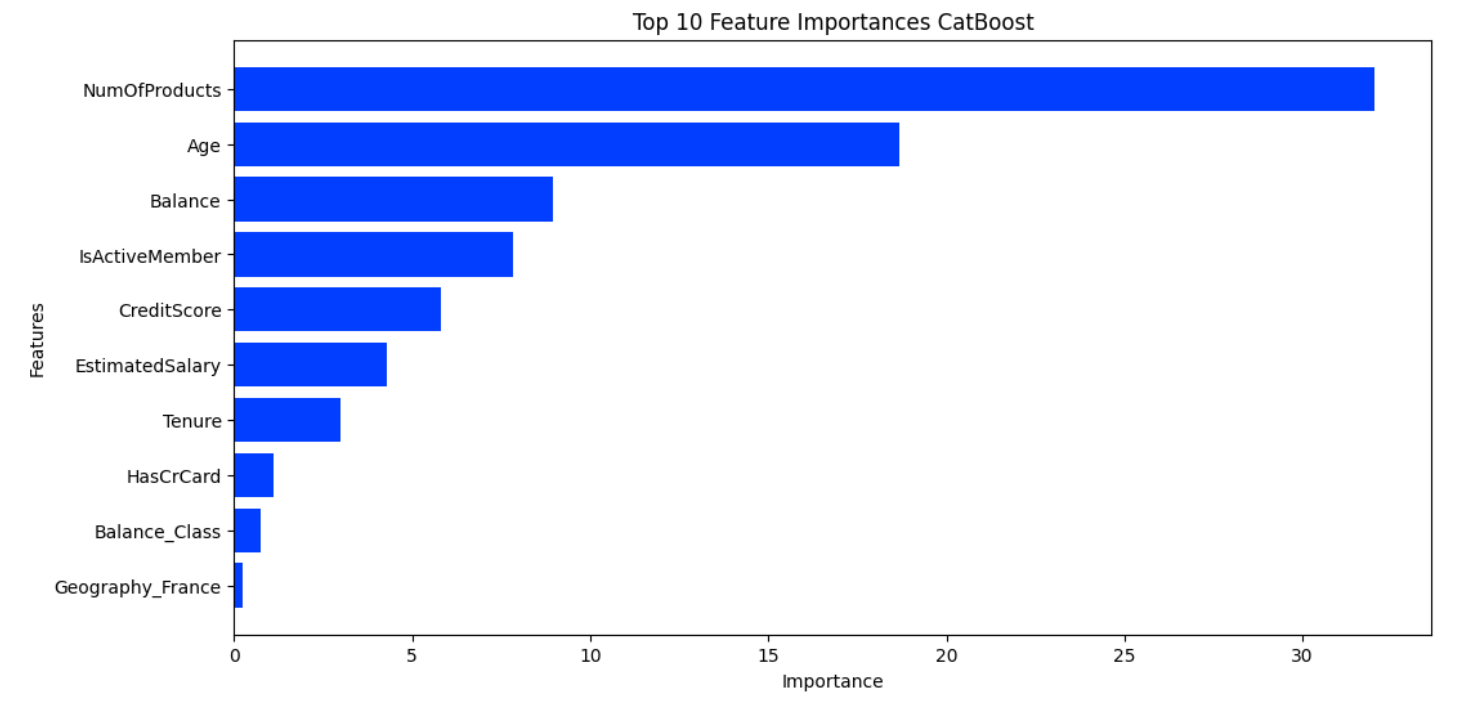 Top 10 Feature Importances CatBoost
Features
NumOfProducts
Age
Balance
IsActiveMember
CreditScore
EstimatedSalary
Tenure
HasCrCard
Balance_Class
Geography_France
0 5 10 15 20 25 30
Importance